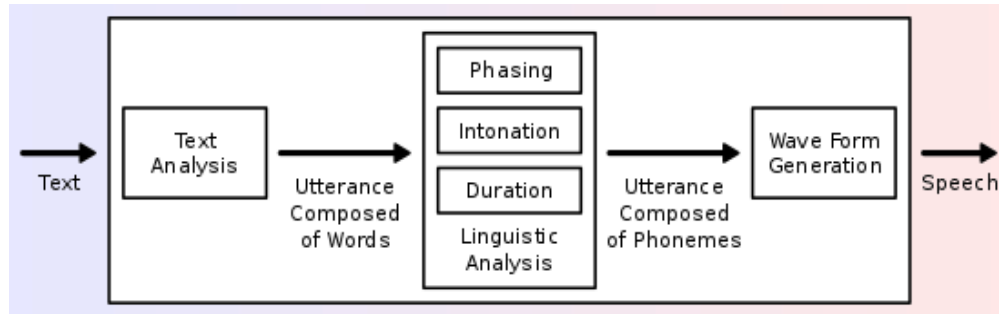 Text
Text
Analysis
Utterance
Composed
of Words
Phasing
Intonation
Duration
Linguistic
Analysis
Utterance
Composed
of Phonemes
Wave Form
Generation
Speech